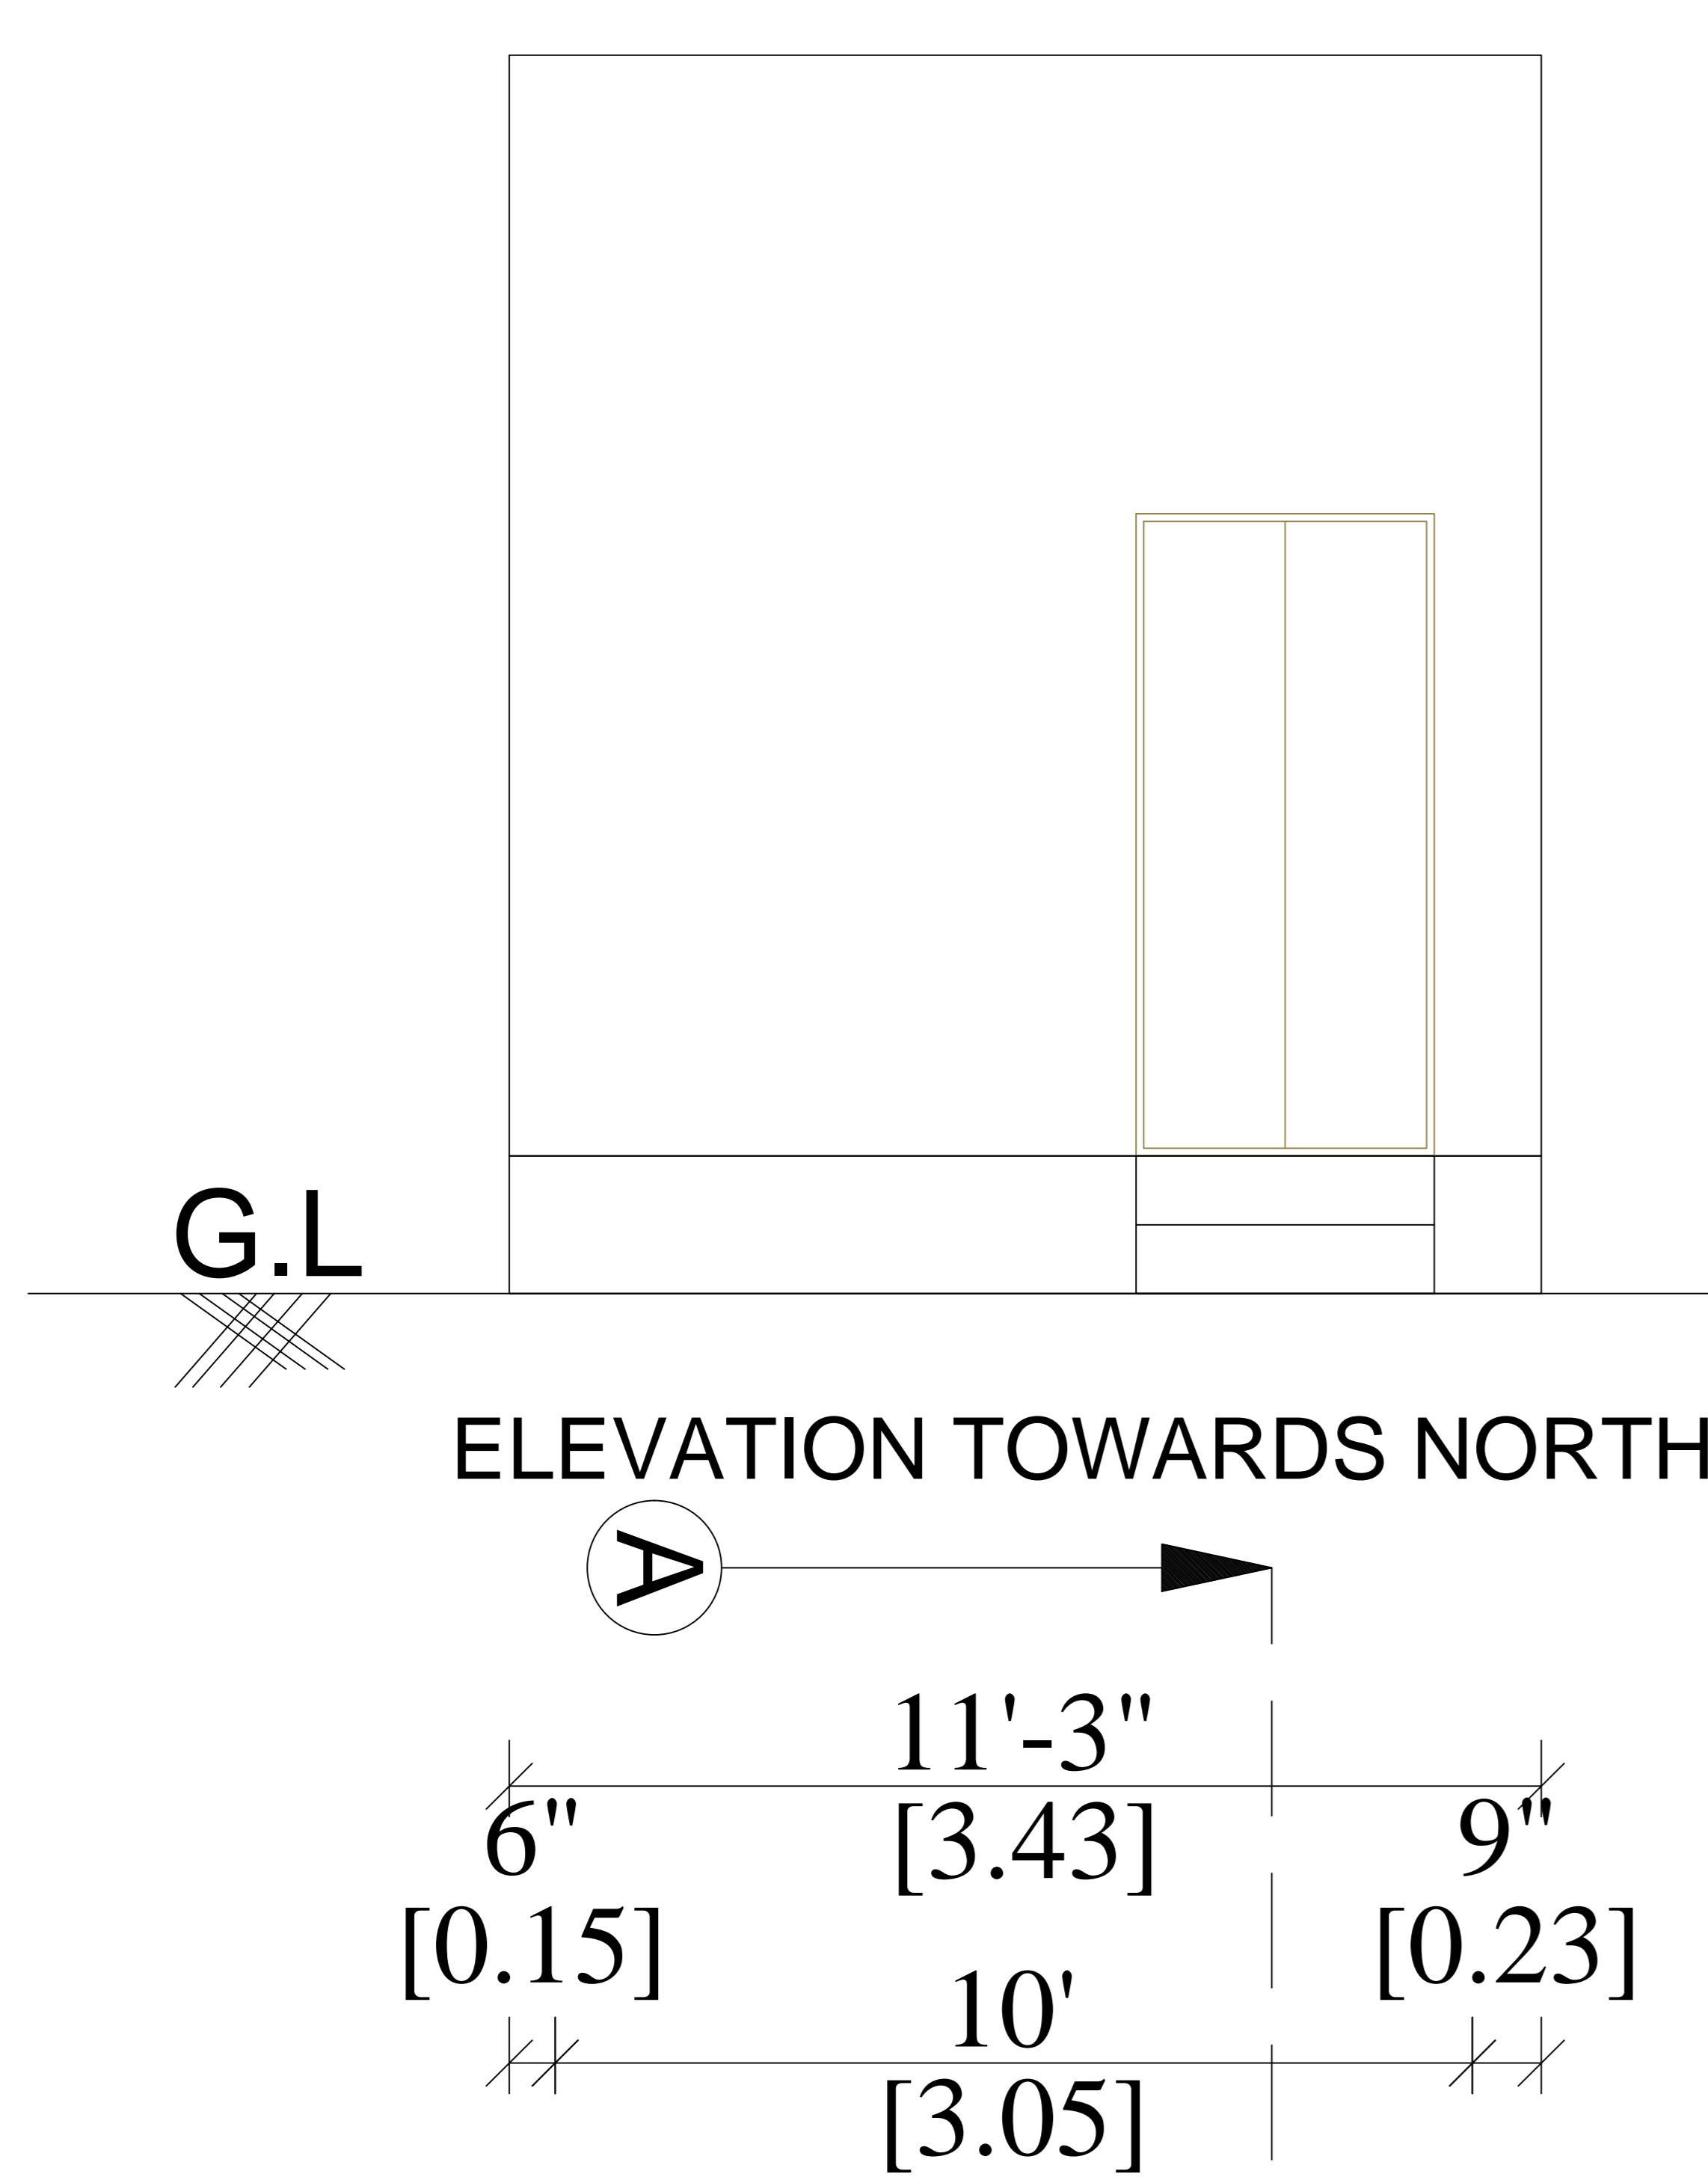 G.L
ELEVATION TOWARDS NORTH
A
11'-3"
[3.43]
6"
[0.15]
9"
[0.23]
10'
[3.05]